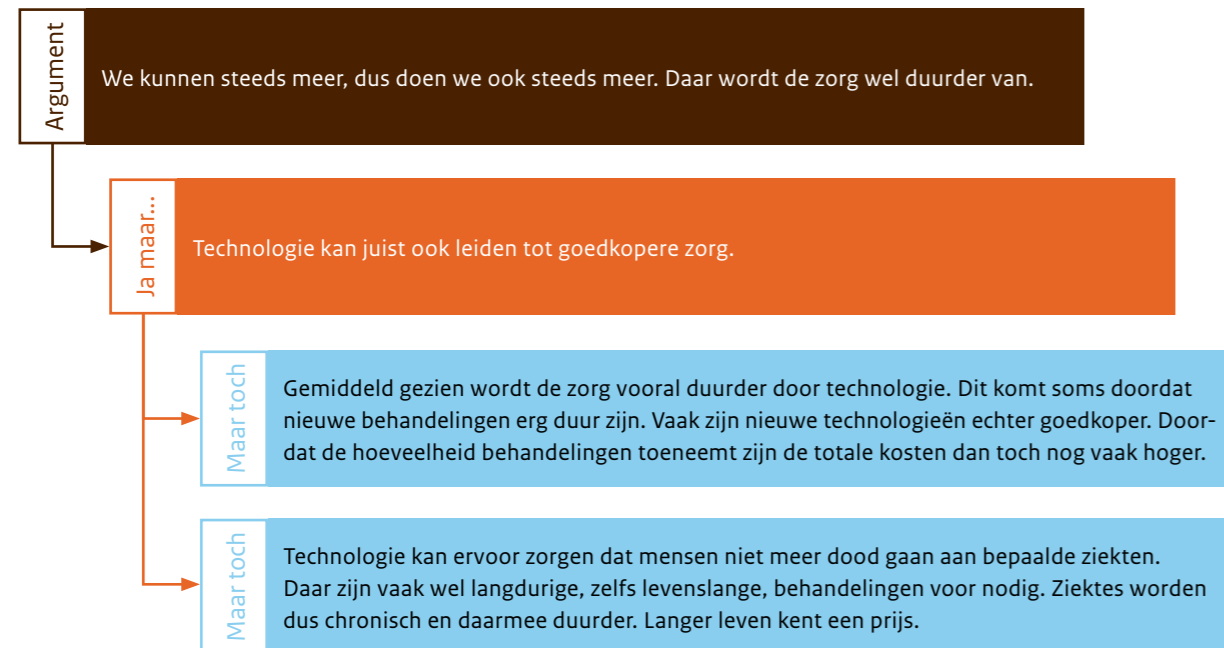 Argument
We kunnen steeds meer, dus doen we ook steeds meer. Daar wordt de zorg wel duurder van.
Ja maar...
Technologie kan juist ook leiden tot goedkopere zorg.
Maar toch
Gemiddeld gezien wordt de zorg vooral duurder door technologie. Dit komt soms doordat
nieuwe behandelingen erg duur zijn. Vaak zijn nieuwe technologieën echter goedkoper. Door-
dat de hoeveelheid behandelingen toeneemt zijn de totale kosten dan toch nog vaak hoger.
Maar toch
Technologie kan ervoor zorgen dat mensen niet meer dood gaan aan bepaalde ziekten.
Daar zijn vaak wel langdurige, zelfs levenslange, behandelingen voor nodig. Ziektes worden
dus chronisch en daarmee duurder. Langer leven kent een prijs.